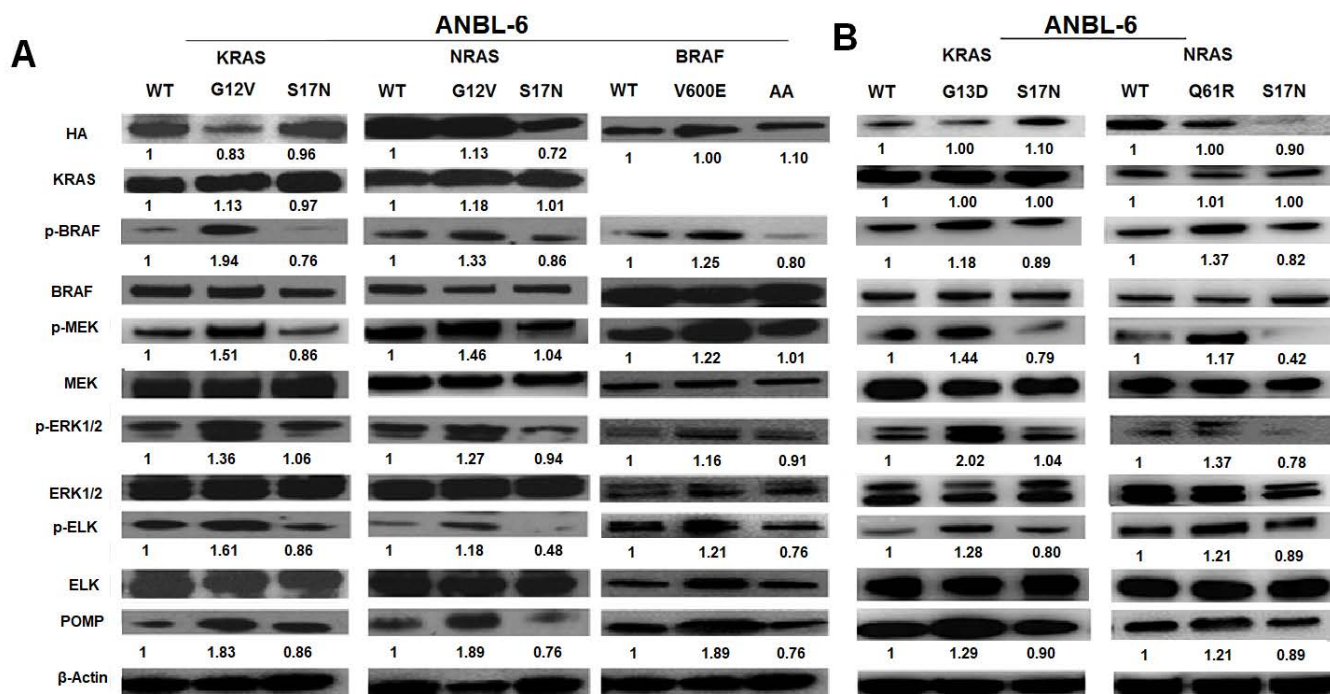 ANBL-6 ANBL-6
A B
KRAS NRAS BRAF KRAS NRAS
WT G12V S17N WT G12V S17N WT V600E AA WT G13D S17N WT Q61R S17N
HA
1 0.83 0.96 1 1.13 0.72 1 1.00 1.10 1 1.00 1.10 1 1.00 0.90
KRAS
1 1.13 0.97 1 1.18 1.01 1 1.00 1.00 1 1.01 1.00
p-BRAF
1 1.94 0.76 1 1.33 0.86 1 1.25 0.80 1 1.18 0.89 1 1.37 0.82
BRAF
p-MEK
1 1.51 0.86 1 1.46 1.04 1 1.22 1.01 1 1.44 0.79 1 1.17 0.42
MEK
p-ERK1/2
1 1.36 1.06 1 1.27 0.94 1 1.16 0.91 1 2.02 1.04 1 1.37 0.78
ERK1/2
p-ELK
1 1.61 0.86 1 1.18 0.48 1 1.21 0.76 1 1.28 0.80 1 1.21 0.89
ELK
POMP
1 1.83 0.86 1 1.89 0.76 1 1.89 0.76 1 1.29 0.90 1 1.21 0.89
β-Actin